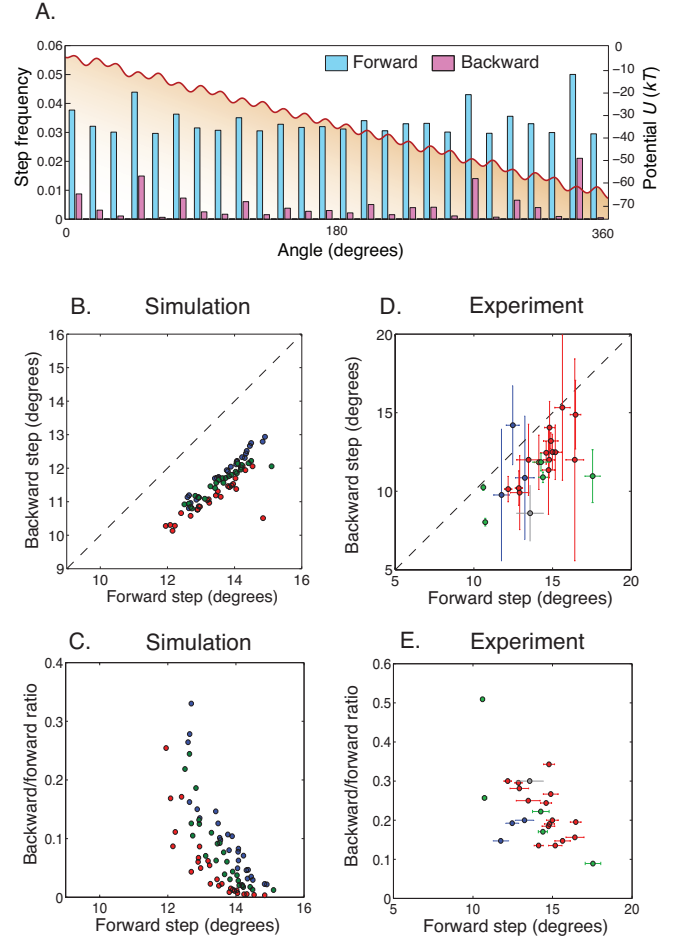 A.
Forward
Backward
Step frequency
0.06
0.05
0.04
0.03
0.02
0.01
0
0
−10
−20
−30
−40
−50
−60
−70
Potential U (kT)
0
180
360
Angle (degrees)
B.
Simulation
Backward step (degrees)
16
15
14
13
12
11
10
9
10
12
14
16
Forward step (degrees)
D.
Experiment
Backward step (degrees)
20
15
10
5
5
10
15
20
Forward step (degrees)
C.
Simulation
Backward/forward ratio
0.4
0.3
0.2
0.1
0
10
12
14
16
Forward step (degrees)
E.
Experiment
Backward/forward ratio
0.6
0.5
0.4
0.3
0.2
0.1
0
5
10
15
20
Forward step (degrees)